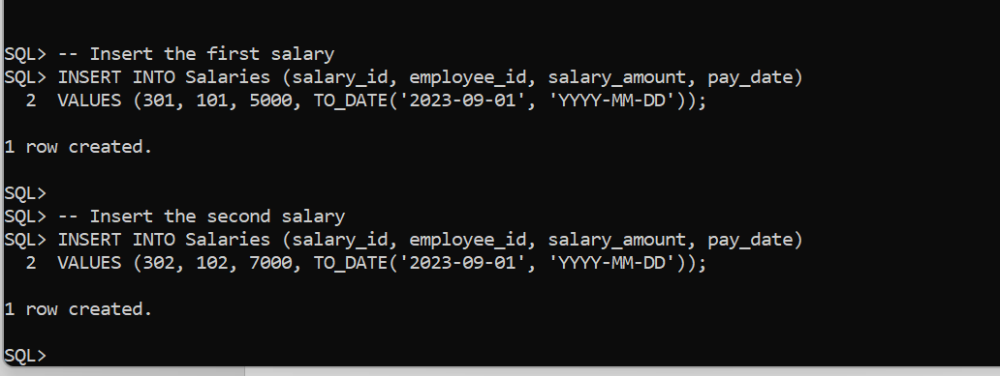 SQL> -- Insert the first salary
SQL> INSERT INTO Salaries (salary_id, employee_id, salary_amount, pay_date)
  2  VALUES (301, 101, 5000, TO_DATE('2023-09-01', 'YYYY-MM-DD'));
1 row created.
SQL>
SQL> -- Insert the second salary
SQL> INSERT INTO Salaries (salary_id, employee_id, salary_amount, pay_date)
  2  VALUES (302, 102, 7000, TO_DATE('2023-09-01', 'YYYY-MM-DD'));
1 row created.
SQL>